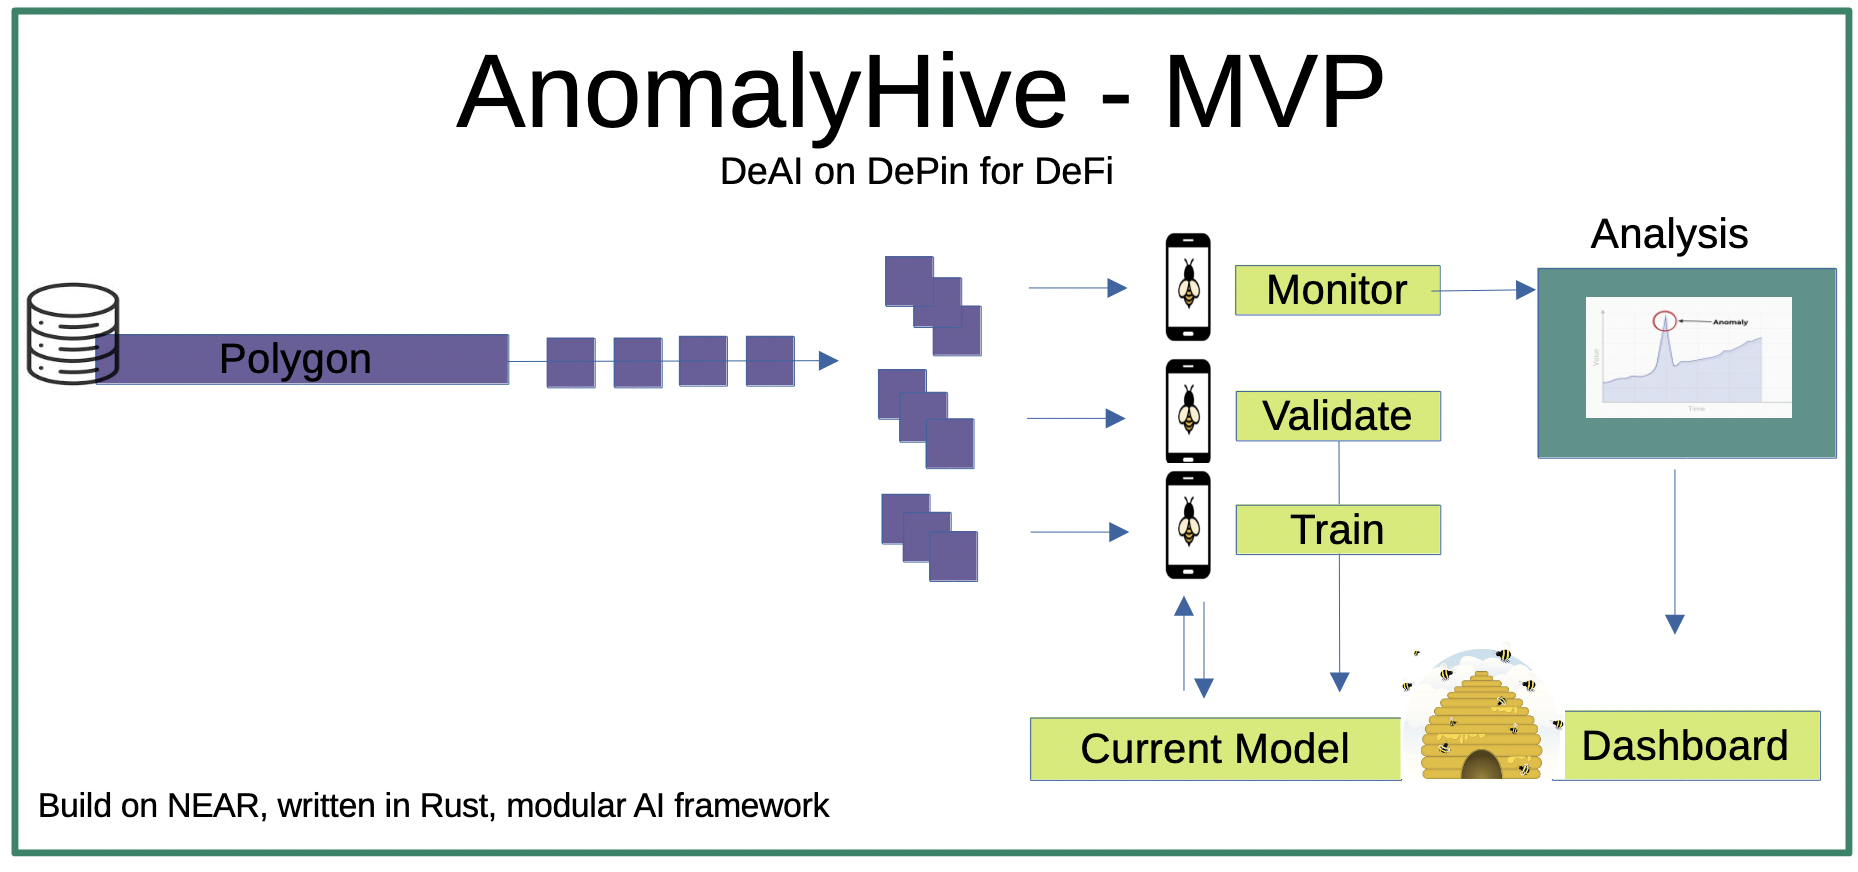 AnomalyHive - MVP
DeAI on DePin for DeFi
Analysis
Monitor
Anomaly
Value
Time
Polygon
Validate
Train
Current Model
Dashboard
Build on NEAR, written in Rust, modular AI framework